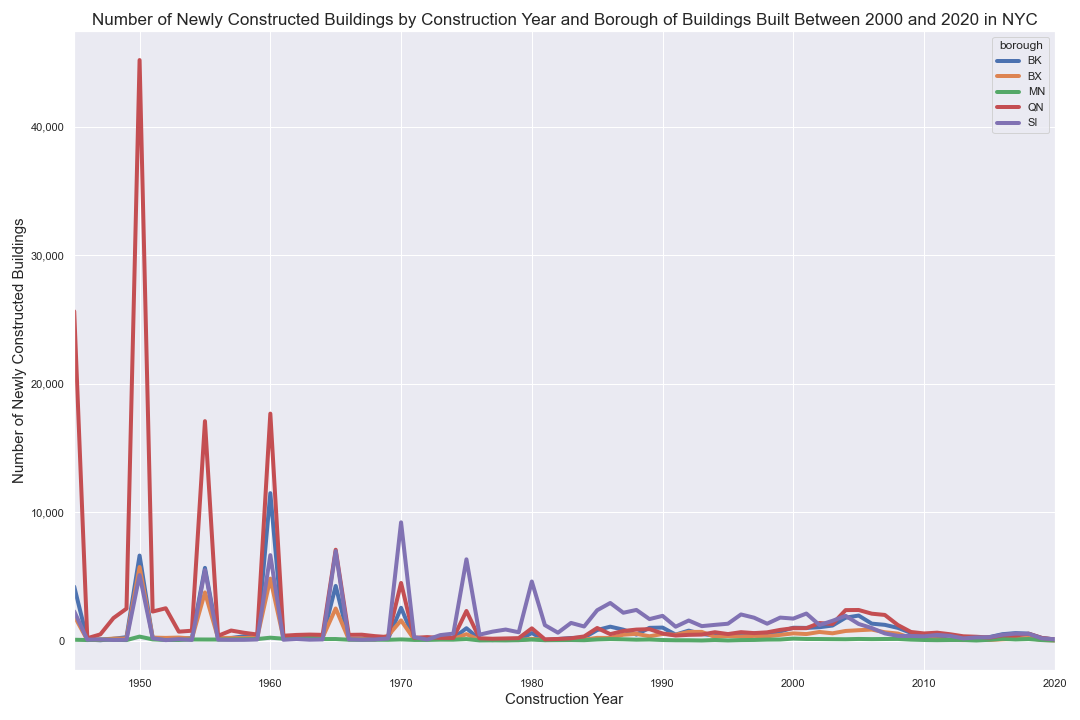 Number of Newly Constructed Buildings by Construction Year and Borough of Buildings Built Between 2000 and 2020 in NYC
borough
BK
BX
MN
QN
SI
Number of Newly Constructed Buildings
40,000
30,000
20,000
10,000
0
1950 1960 1970 1980 1990 2000 2010 2020
Construction Year